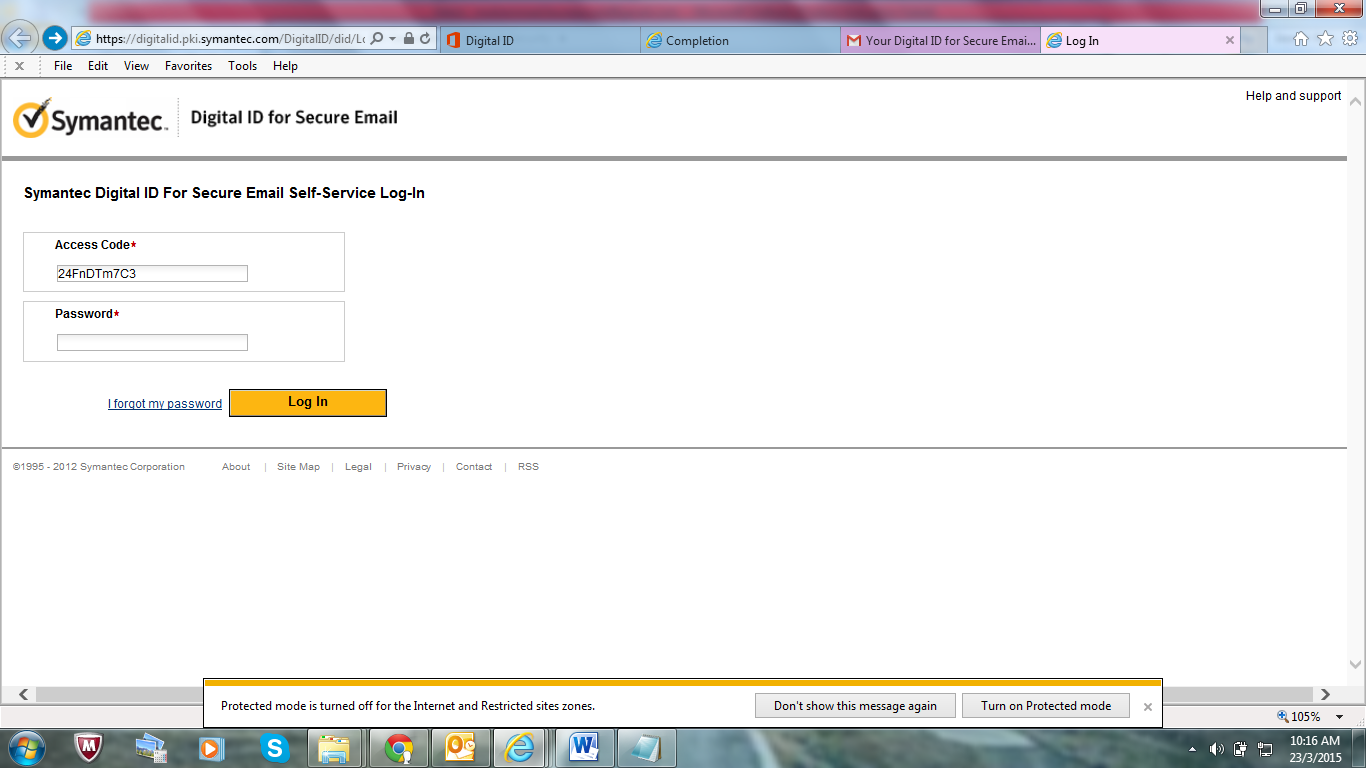 https://digitalid.pki.symantec.com/DigitalID/did/Lo
Digital ID
Completion
Your Digital ID for Secure Emai...
Log In
File Edit View Favorites Tools Help
Help and support
Symantec™
Digital ID for Secure Email
Symantec Digital ID For Secure Email Self-Service Log-In
Access Code*
24FnDTm7C3
Password*
I forgot my password
Log In
©1995 - 2012 Symantec Corporation
About | Site Map | Legal | Privacy | Contact | RSS
Protected mode is turned off for the Internet and Restricted sites zones.
Don't show this message again
Turn on Protected mode
105%
10:16 AM
23/3/2015